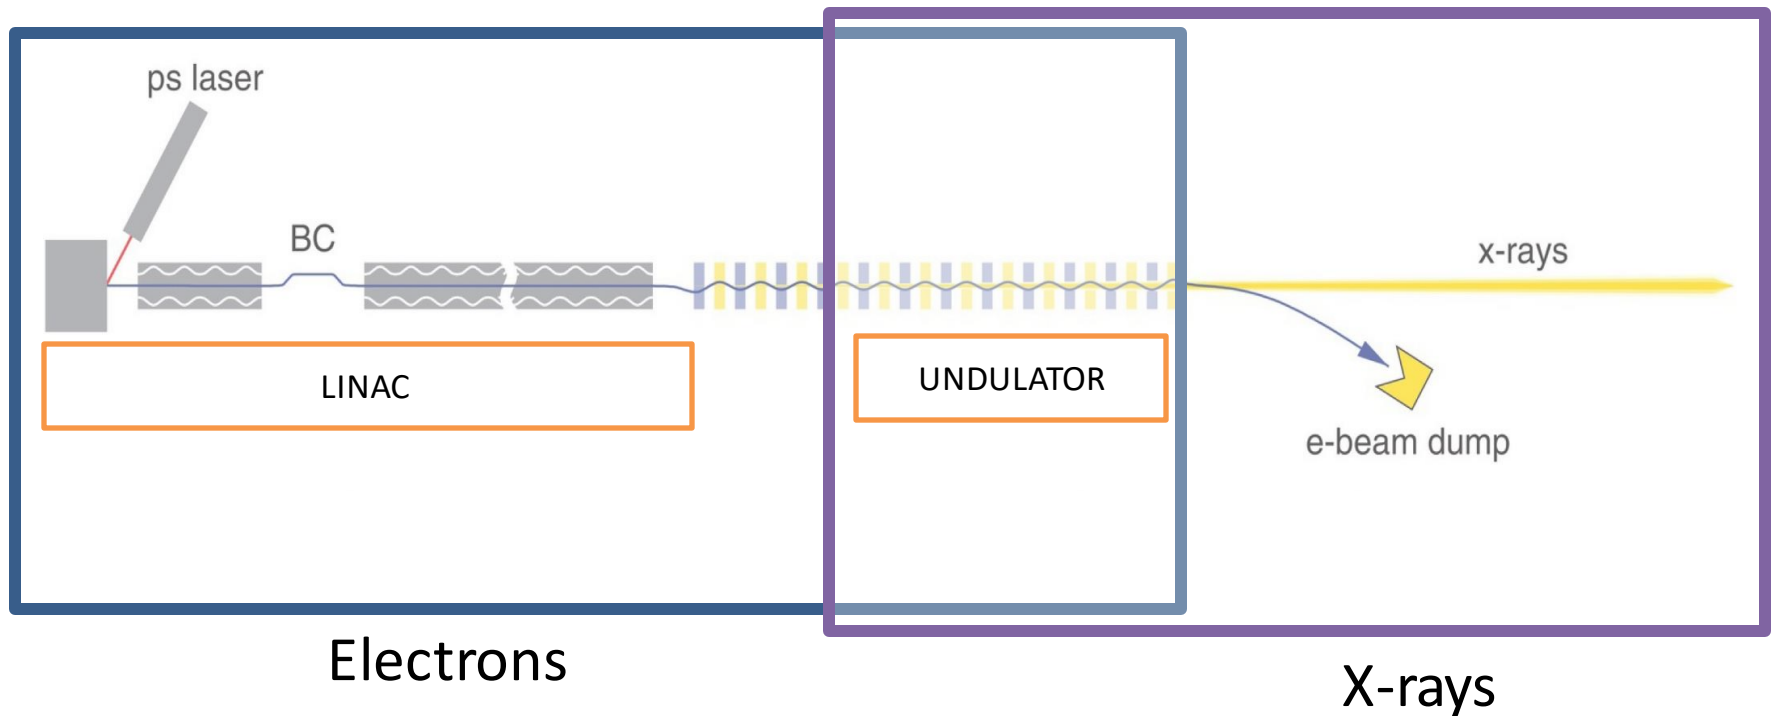 ps laser
BC
x-rays
LINAC
UNDULATOR
e-beam dump
Electrons
X-rays